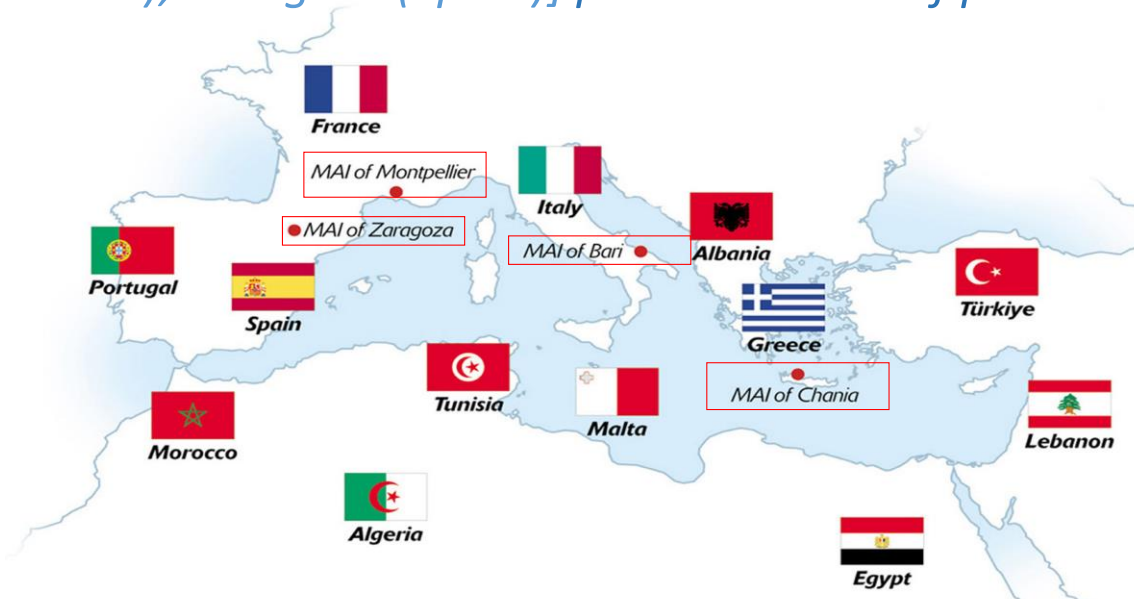 France
MAI of Montpellier
Italy
MAI of Zaragoza
MAI of Bari
Albania
Portugal
Spain
Türkiye
Greece
Tunisia
MAI of Chania
Malta
Lebanon
Morocco
Algeria
Egypt